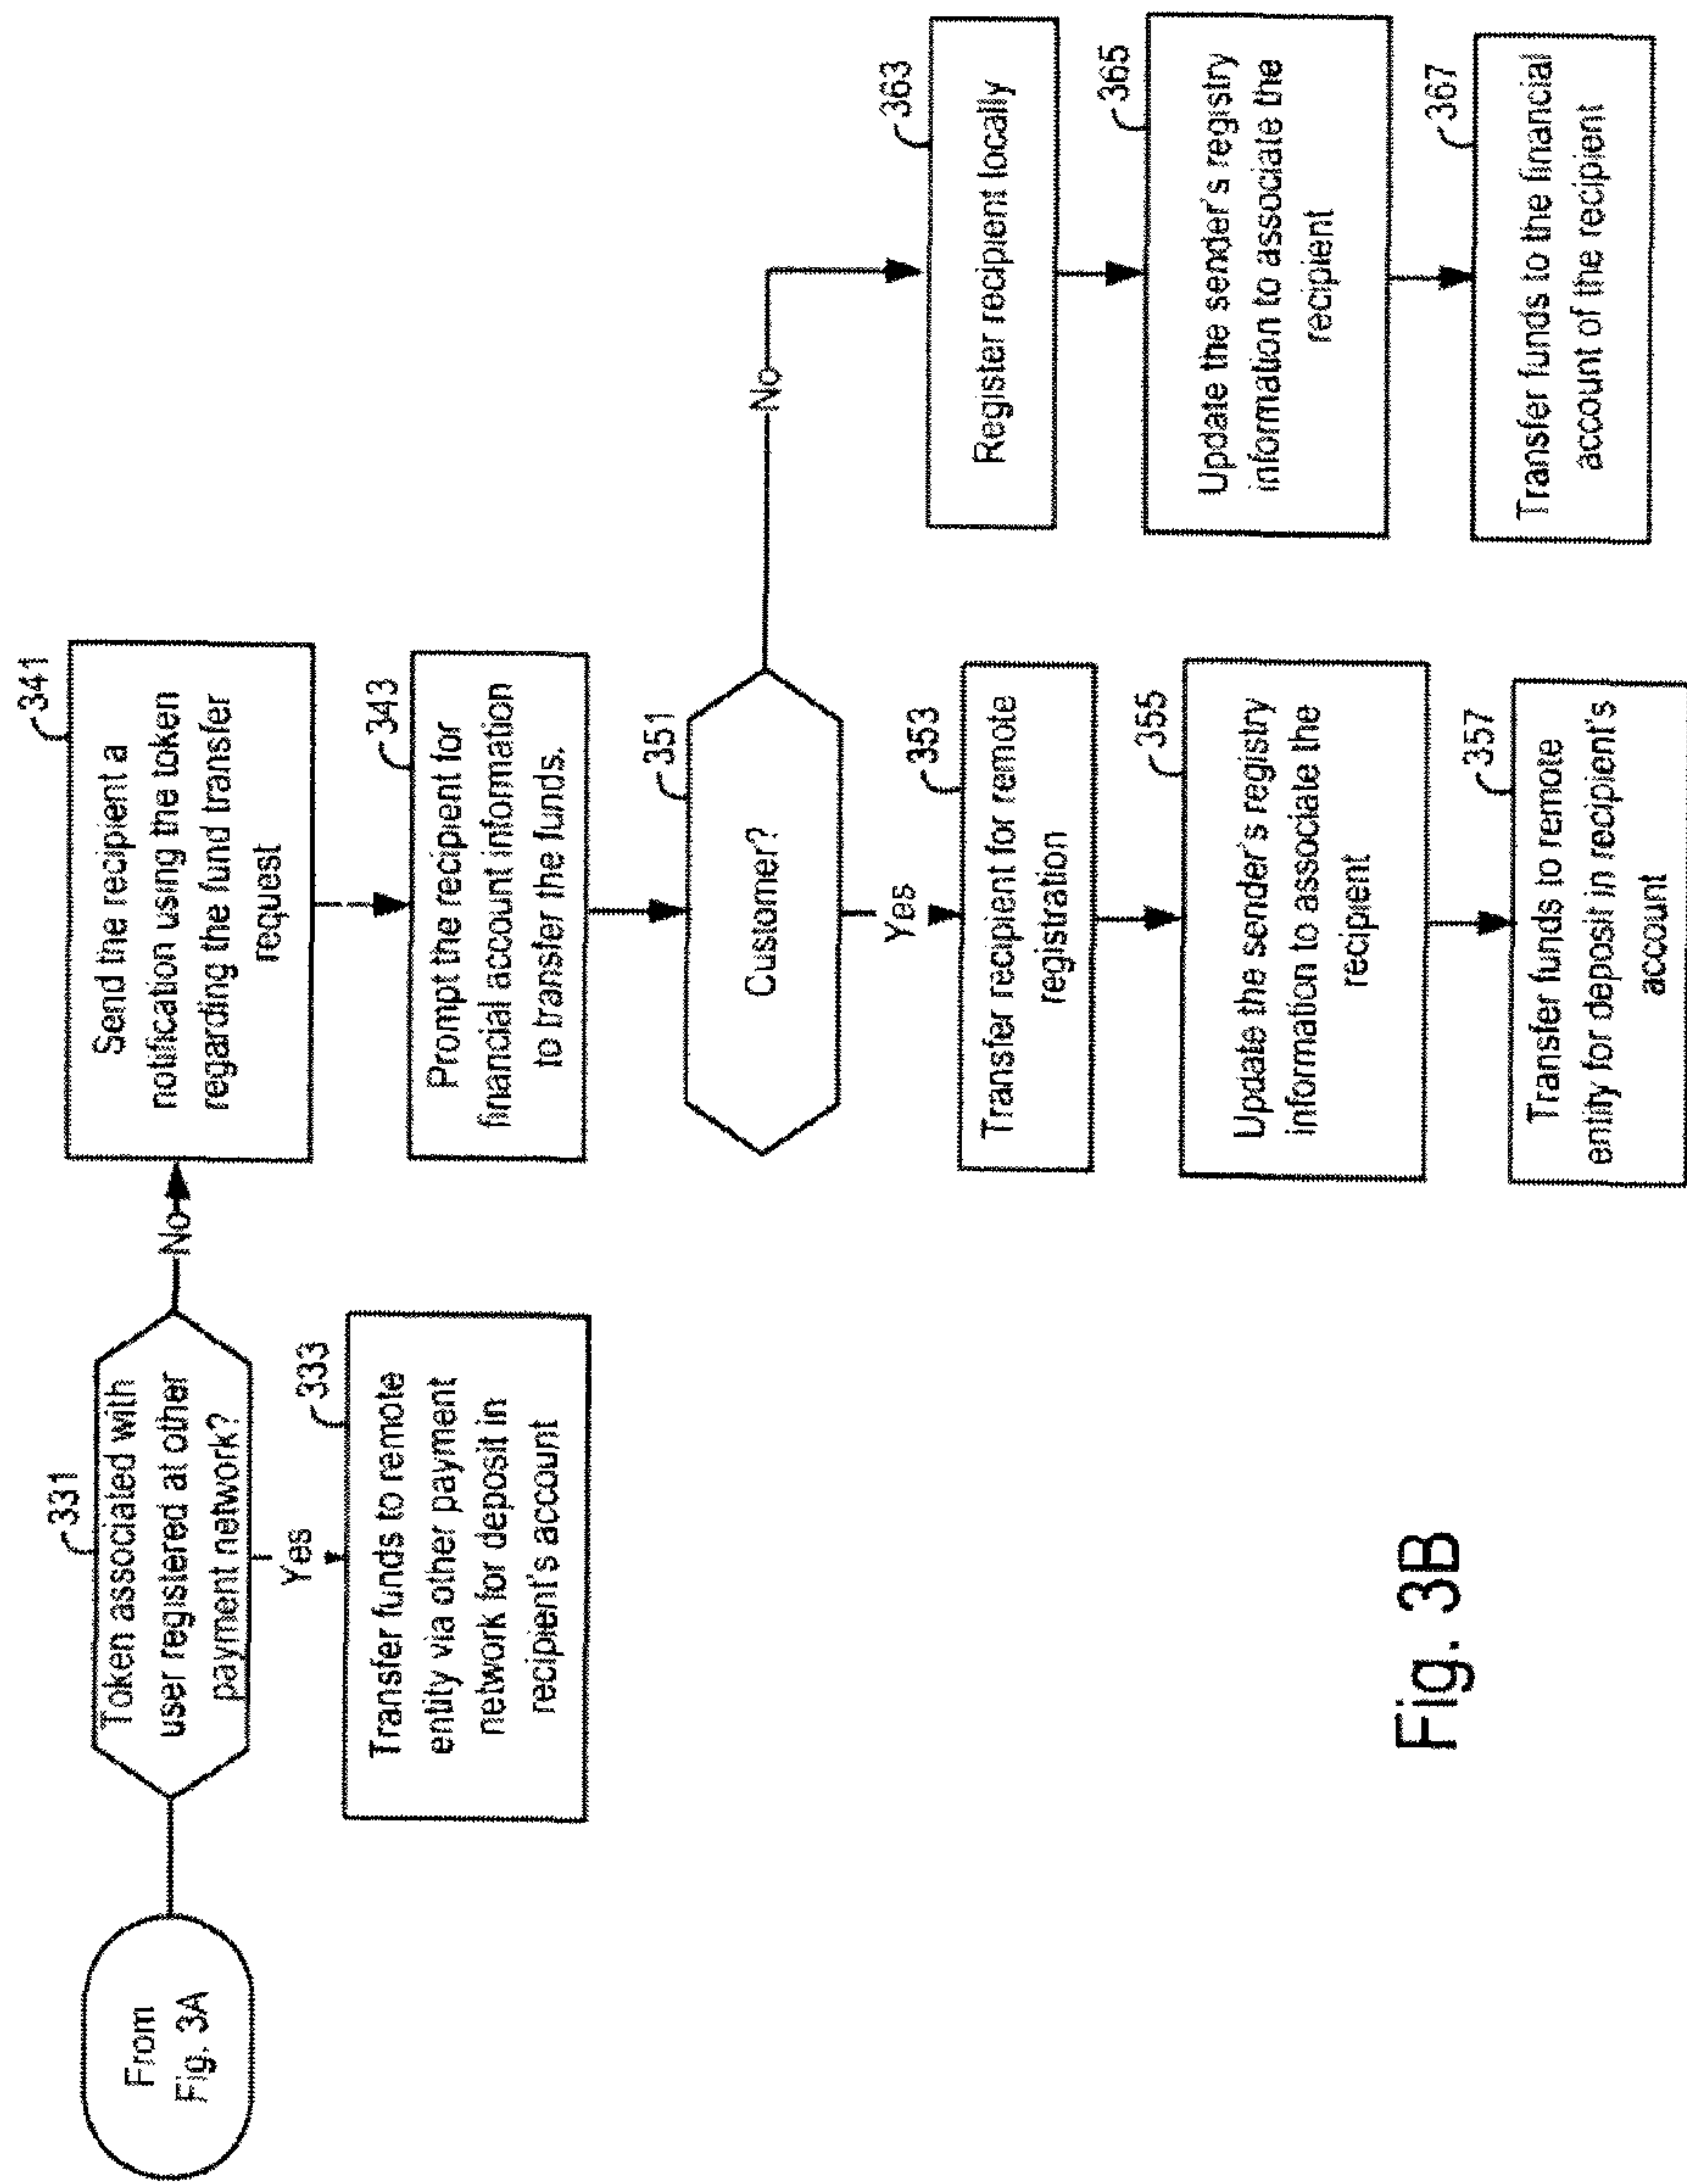 From
Fig. 3A
331
Token associated with
user registered at other
payment network?
No
Yes
333
Transfer funds to remote
entity via other payment
network for deposit in
recipient's account
341
Send the recipient a
notification using the token
regarding the fund transfer
request
343
Prompt the recipient for
financial account information
to transfer the funds.
351
Customer?
No
Yes
353
Transfer recipient for remote
registration
355
Update the sender's registry
information to associate the
recipient
357
Transfer funds to remote
entity for deposit in recipient's
account
363
Register recipient locally
365
Update the sender's registry
information to associate the
recipient
367
Transfer funds to the financial
account of the recipient
Fig. 3B